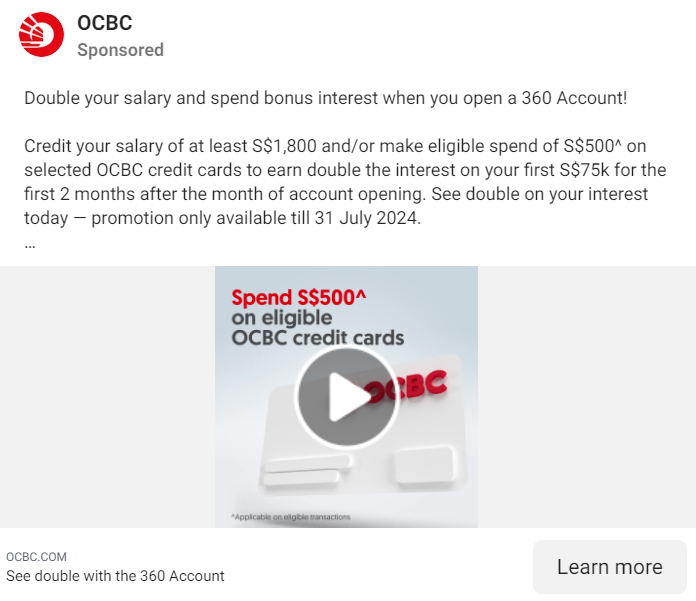 OCBC
Sponsored
Double your salary and spend bonus interest when you open a 360 Account!
Credit your salary of at least S$1,800 and/or make eligible spend of S$500^ on
selected OCBC credit cards to earn double the interest on your first S$75k for the
first 2 months after the month of account opening. See double on your interest
today — promotion only available till 31 July 2024.
...
Spend S$500^
on eligible
OCBC credit cards
OCBC
^Applicable on eligible transactions
OCBC.COM
See double with the 360 Account
Learn more